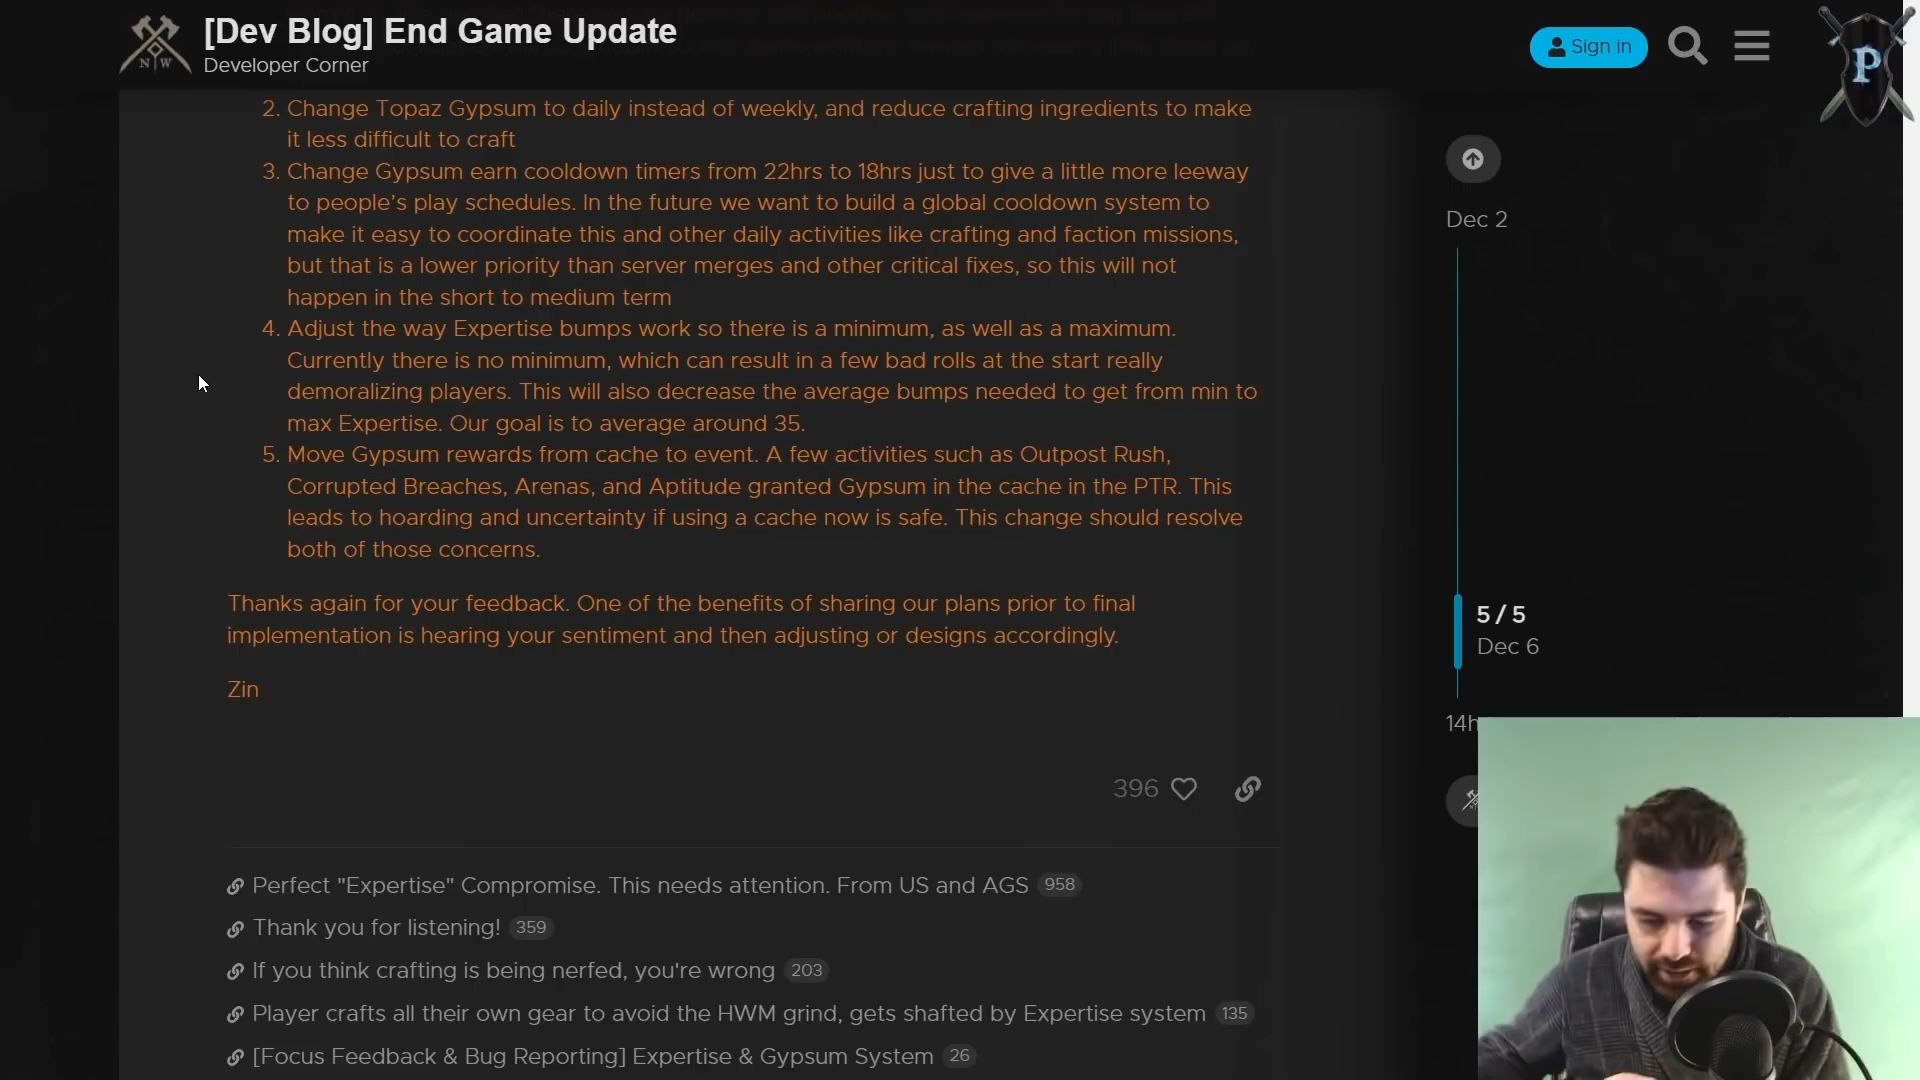 [Dev Blog] End Game Update
Developer Corner
Sign in
N W
P
2. Change Topaz Gypsum to daily instead of weekly, and reduce crafting ingredients to make
it less difficult to craft
3. Change Gypsum earn cooldown timers from 22hrs to 18hrs just to give a little more leeway
to people's play schedules. In the future we want to build a global cooldown system to
make it easy to coordinate this and other daily activities like crafting and faction missions,
but that is a lower priority than server merges and other critical fixes, so this will not
happen in the short to medium term
4. Adjust the way Expertise bumps work so there is a minimum, as well as a maximum.
Currently there is no minimum, which can result in a few bad rolls at the start really
demoralizing players. This will also decrease the average bumps needed to get from min to
max Expertise. Our goal is to average around 35.
5. Move Gypsum rewards from cache to event. A few activities such as Outpost Rush,
Corrupted Breaches, Arenas, and Aptitude granted Gypsum in the cache in the PTR. This
leads to hoarding and uncertainty if using a cache now is safe. This change should resolve
both of those concerns.
Thanks again for your feedback. One of the benefits of sharing our plans prior to final
implementation is hearing your sentiment and then adjusting or designs accordingly.
Zin
396
Dec 2
5 / 5
Dec 6
14h
Perfect "Expertise" Compromise. This needs attention. From US and AGS 958
Thank you for listening! 359
If you think crafting is being nerfed, you're wrong 203
Player crafts all their own gear to avoid the HWM grind, gets shafted by Expertise system 135
[Focus Feedback & Bug Reporting] Expertise & Gypsum System 26